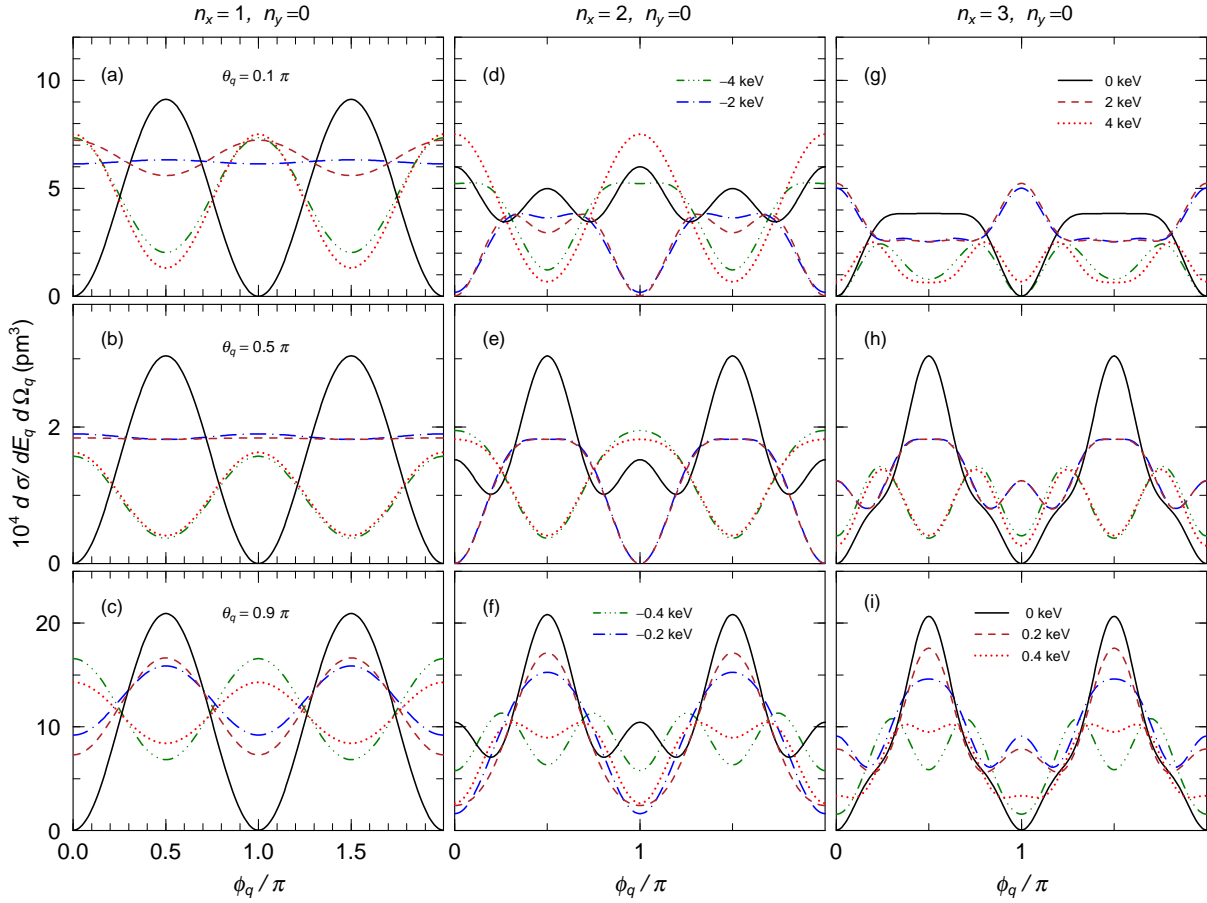 n_x = 1, n_y =0
n_x = 2, n_y =0
n_x = 3, n_y =0
10
5
0
(a)
θ_q = 0.1 π
(d)
−4 keV
−2 keV
(g)
0 keV
2 keV
4 keV
10^4 d σ/ dE_q d Ω_q (pm^3)
2
0
(b)
θ_q = 0.5 π
(e)
(h)
20
10
0
(c)
θ_q = 0.9 π
(f)
−0.4 keV
−0.2 keV
(i)
0 keV
0.2 keV
0.4 keV
0.0 0.5 1.0 1.5
0 1
0 1
ϕ_q / π
ϕ_q / π
ϕ_q / π